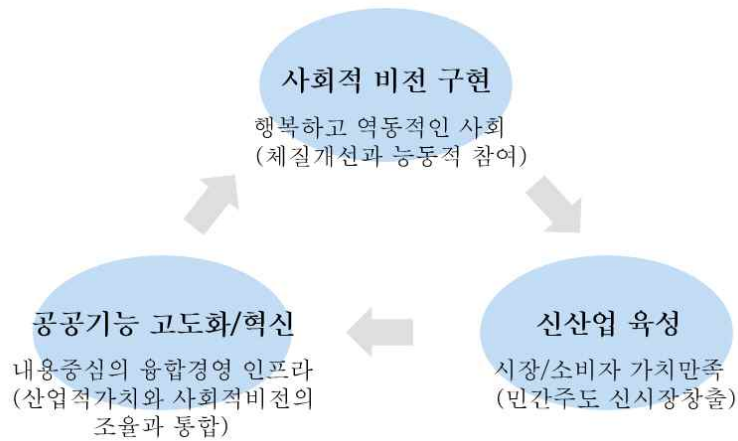 사회적 비전 구현
행복하고 역동적인 사회
(체질개선과 능동적 참여)
공공기능 고도화/혁신
내용중심의 융합경영 인프라
(산업적가치와 사회적비전의
조율과 통합)
신산업 육성
시장/소비자 가치만족
(민간주도 신시장창출)